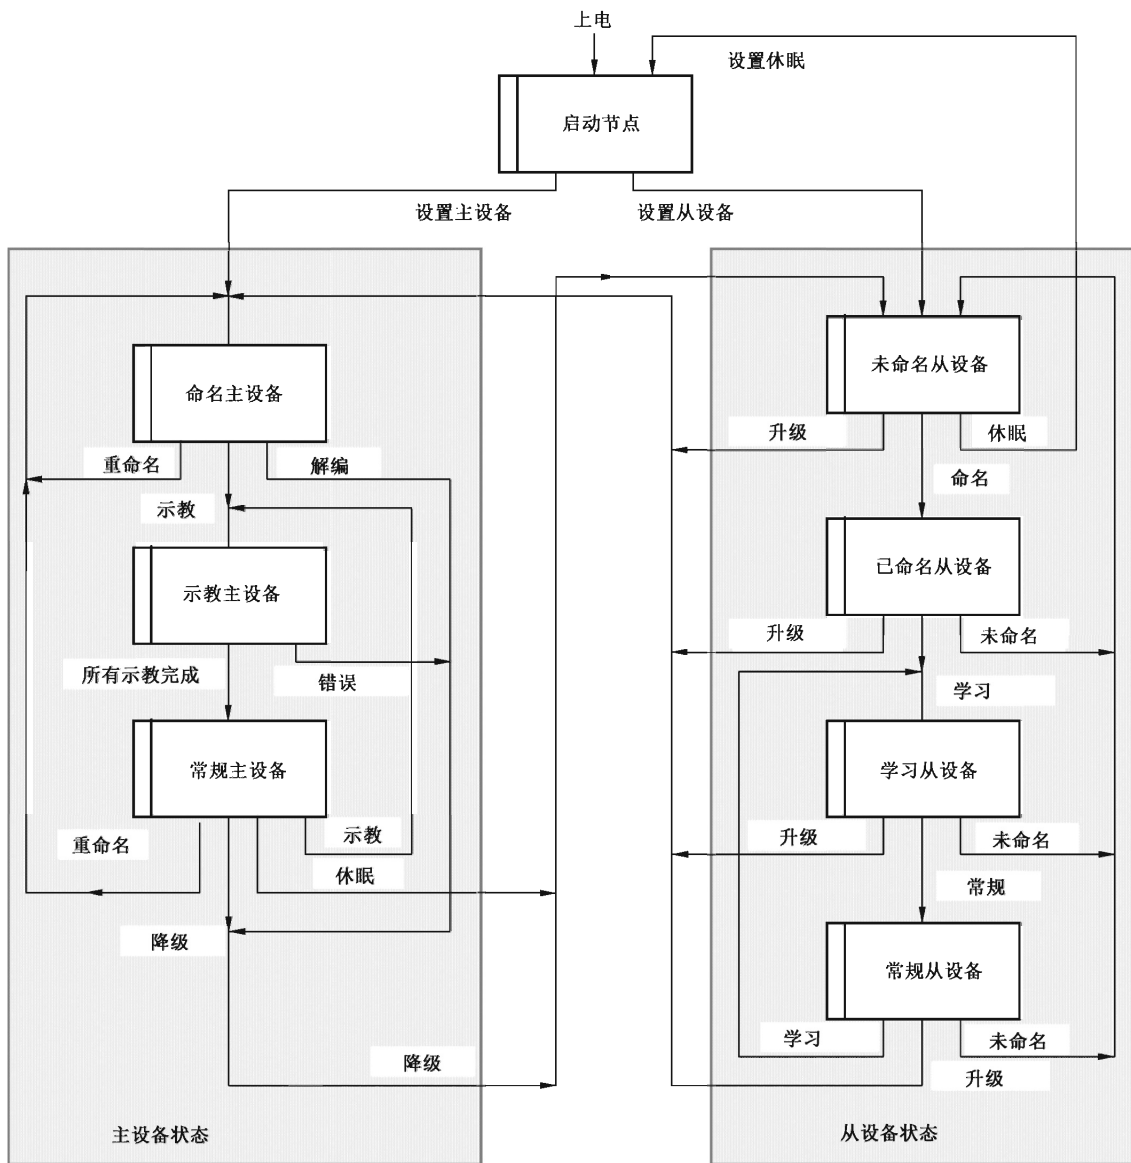 上电
设置休眠
启动节点
设置主设备
设置从设备
命名主设备
未命名从设备
升级
休眠
重命名
解编
命名
示教
示教主设备
已命名从设备
升级
未命名
所有示教完成
错误
学习
常规主设备
学习从设备
重命名
示教
升级
未命名
休眠
常规
降级
常规从设备
学习
未命名
降级
升级
主设备状态
从设备状态